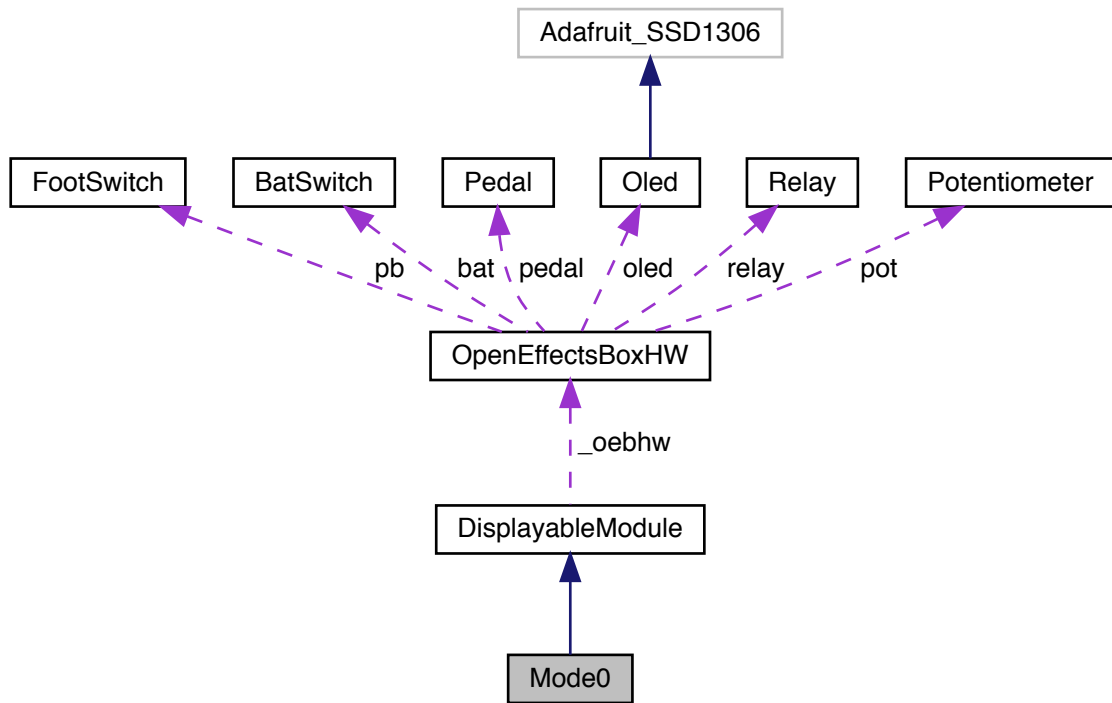 Adafruit_SSD1306
FootSwitch
BatSwitch
Pedal
Oled
Relay
Potentiometer
pb
bat
pedal
oled
relay
pot
OpenEffectsBoxHW
_oebhw
DisplayableModule
Mode0